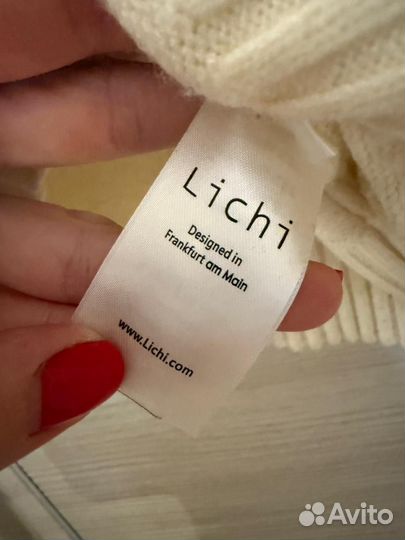 Lichi
Designed in
Frankfurt am Main
www.Lichi.com
Avito